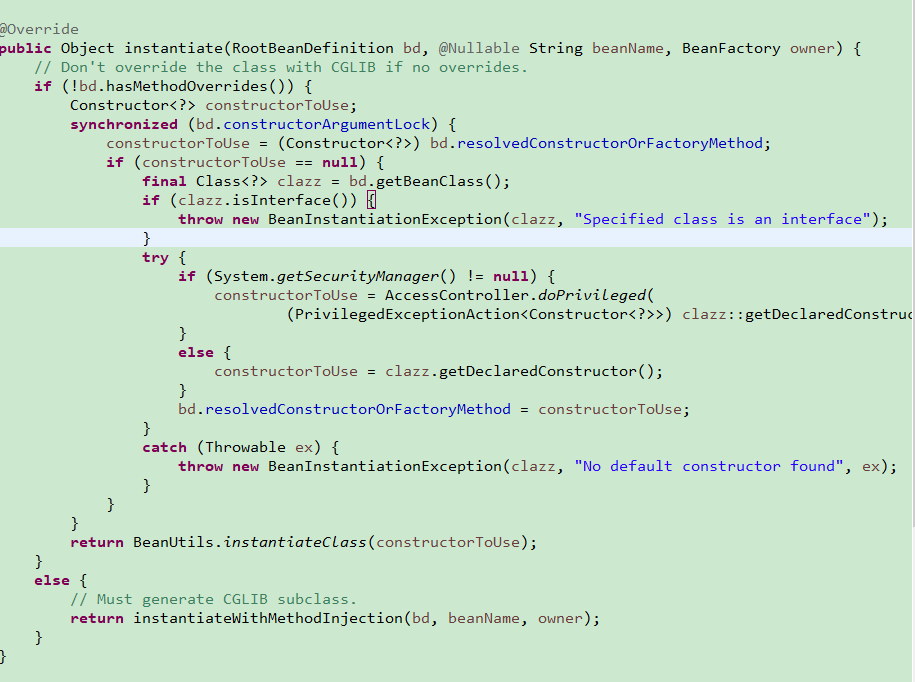 @Override
public Object instantiate(RootBeanDefinition bd, @Nullable String beanName, BeanFactory owner) {
    // Don't override the class with CGLIB if no overrides.
    if (!bd.hasMethodOverrides()) {
        Constructor<?> constructorToUse;
        synchronized (bd.constructorArgumentLock) {
            constructorToUse = (Constructor<?>) bd.resolvedConstructorOrFactoryMethod;
            if (constructorToUse == null) {
                final Class<?> clazz = bd.getBeanClass();
                if (clazz.isInterface()) {
                    throw new BeanInstantiationException(clazz, "Specified class is an interface");
                }
                try {
                    if (System.getSecurityManager() != null) {
                        constructorToUse = AccessController.doPrivileged(
                                (PrivilegedExceptionAction<Constructor<?>>) clazz::getDeclaredConstruc
                    }
                    else {
                        constructorToUse = clazz.getDeclaredConstructor();
                    }
                    bd.resolvedConstructorOrFactoryMethod = constructorToUse;
                }
                catch (Throwable ex) {
                    throw new BeanInstantiationException(clazz, "No default constructor found", ex);
                }
            }
        }
        return BeanUtils.instantiateClass(constructorToUse);
    }
    else {
        // Must generate CGLIB subclass.
        return instantiateWithMethodInjection(bd, beanName, owner);
    }
}